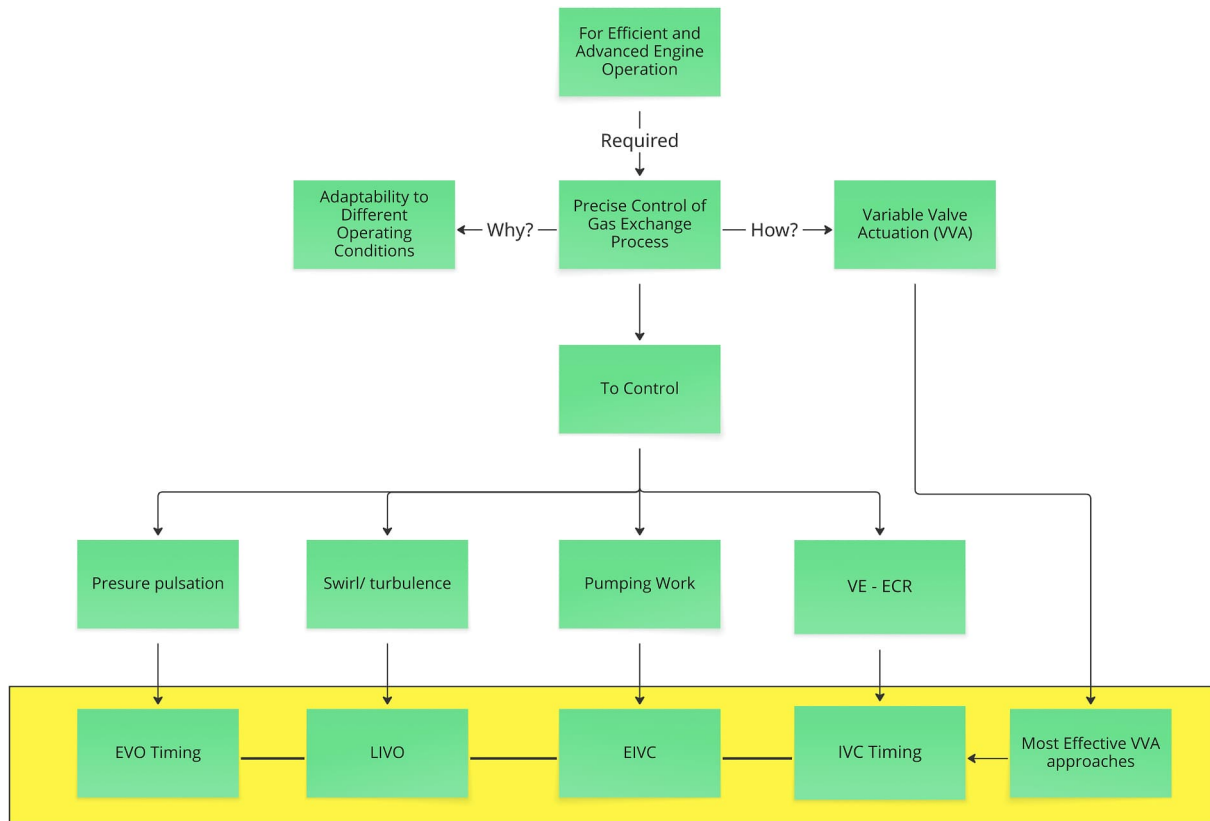 For Efficient and
Advanced Engine
Operation
Required
Adaptability to
Different
Operating
Conditions
Why?
Precise Control of
Gas Exchange
Process
How?
Variable Valve
Actuation (VVA)
To Control
Presure pulsation
Swirl/ turbulence
Pumping Work
VE - ECR
EVO Timing
LIVO
EIVC
IVC Timing
Most Effective VVA
approaches